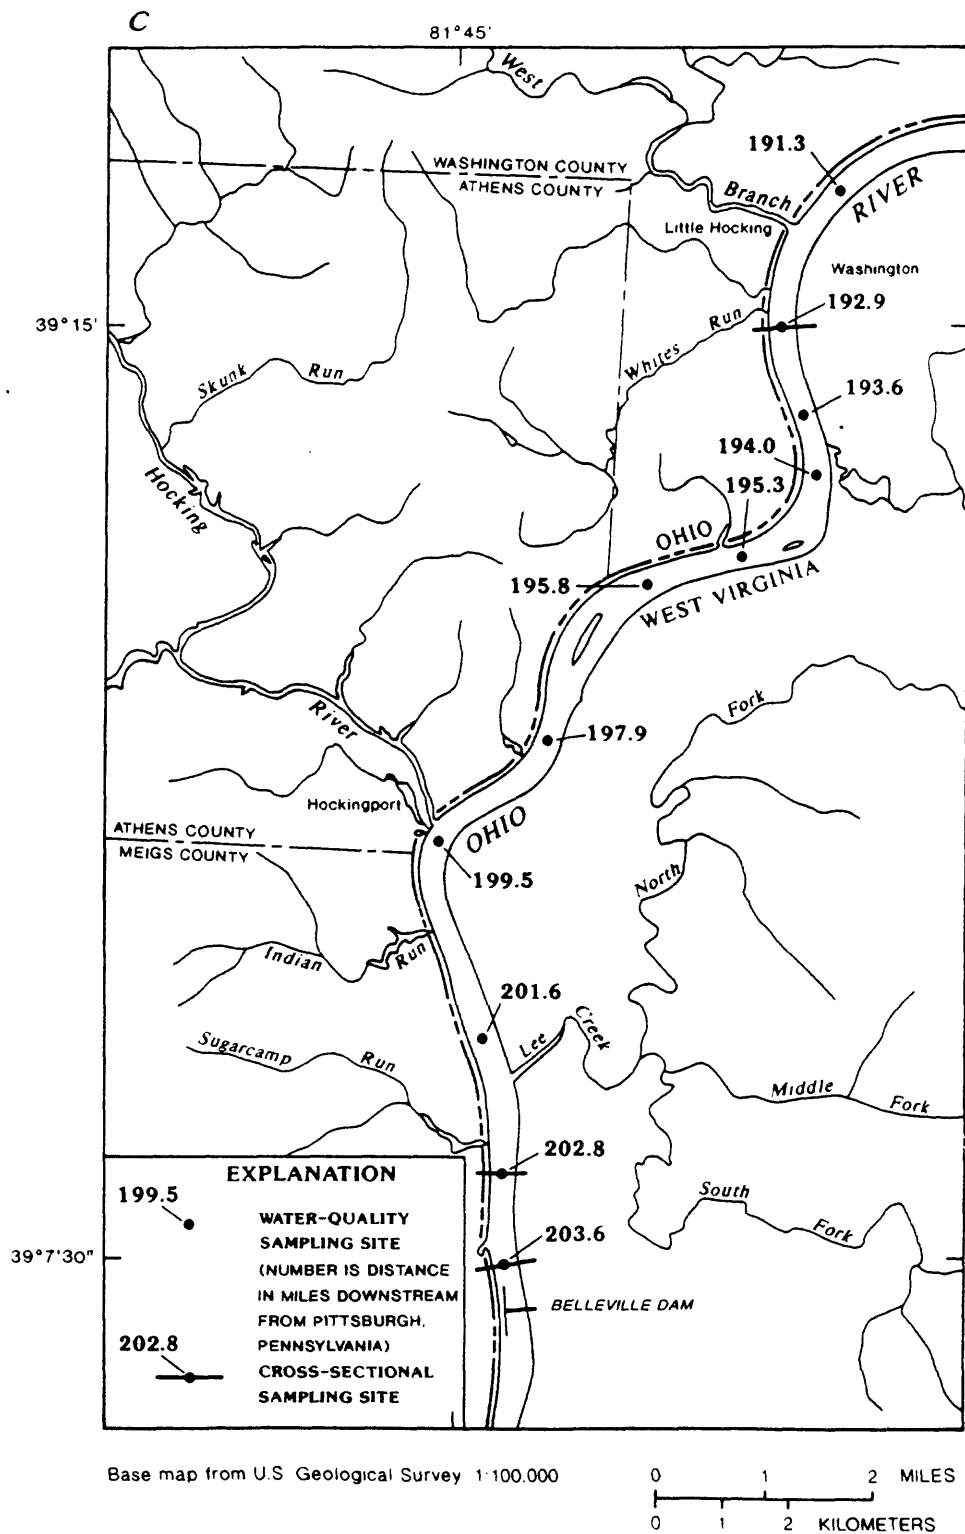 C
81°45'
West
191.3
WASHINGTON COUNTY
ATHENS COUNTY
Branch
RIVER
Little Hocking
Washington
192.9
39°15'
Run
Whites
Skunk Run
193.6
194.0
195.3
Hocking
OHIO
195.8
WEST VIRGINIA
Fork
River
197.9
Hockingport
OHIO
ATHENS COUNTY
MEIGS COUNTY
199.5
North
Indian Run
201.6
Lee Creek
Sugarcamp Run
Middle Fork
202.8
South Fork
203.6
39°7'30"
BELLEVILLE DAM
EXPLANATION
199.5
WATER-QUALITY
SAMPLING SITE
(NUMBER IS DISTANCE
IN MILES DOWNSTREAM
FROM PITTSBURGH,
PENNSYLVANIA)
202.8
CROSS-SECTIONAL
SAMPLING SITE
Base map from U.S Geological Survey 1:100.000
0 1 2 MILES
0 1 2 KILOMETERS